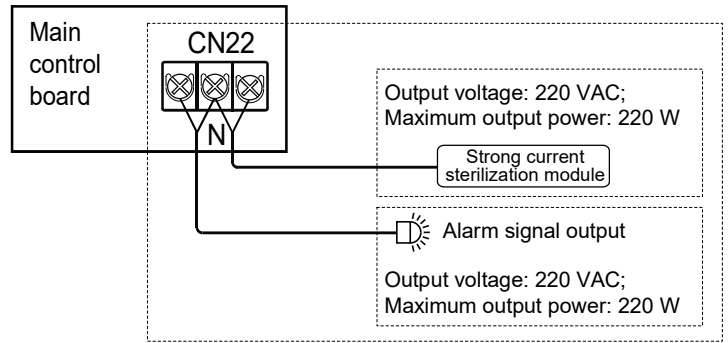 Main
control
board
CN22
N
Output voltage: 220 VAC;
Maximum output power: 220 W
Strong current
sterilization module
Alarm signal output
Output voltage: 220 VAC;
Maximum output power: 220 W